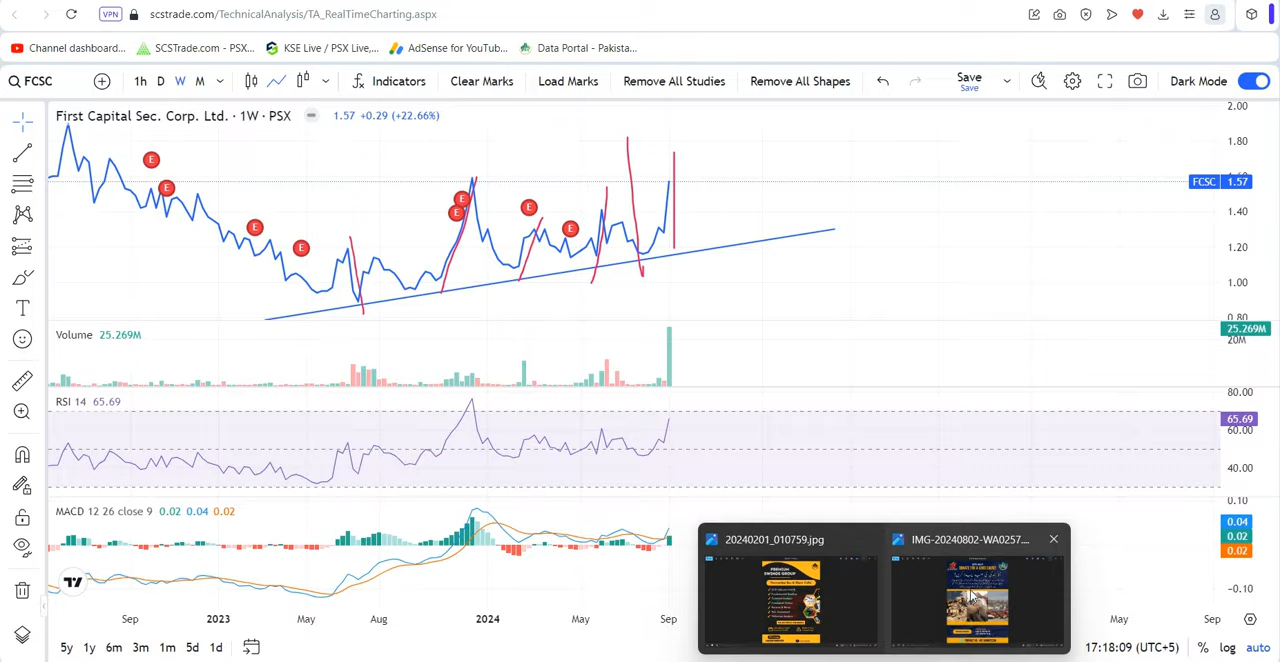 VPN scstrade.com/TechnicalAnalysis/TA_RealTimeCharting.aspx
Channel dashboard... SCSTrade.com - PSX... KSE Live / PSX Live,... AdSense for YouTub... Data Portal - Pakista...
FCSC 1h D W M Indicators Clear Marks Load Marks Remove All Studies Remove All Shapes Save Save Dark Mode
First Capital Sec. Corp. Ltd. · 1W · PSX 1.57 +0.29 (+22.66%)
2.00
1.80
1.60
FCSC 1.57
1.40
1.20
1.00
0.80
E
E
E
E
E
E
E
E
Volume 25.269M
25.269M
20M
RSI 14 65.69
80.00
65.69
60.00
40.00
MACD 12 26 close 9 0.02 0.04 0.02
0.10
0.04
0.02
0.02
-0.10
20240201_010759.jpg IMG-20240802-WA0257....
PREMIUM
Sep 2023 May Aug 2024 May Sep May Sep
5y 1y 6m 3m 1m 5d 1d 17:18:09 (UTC+5) % log auto